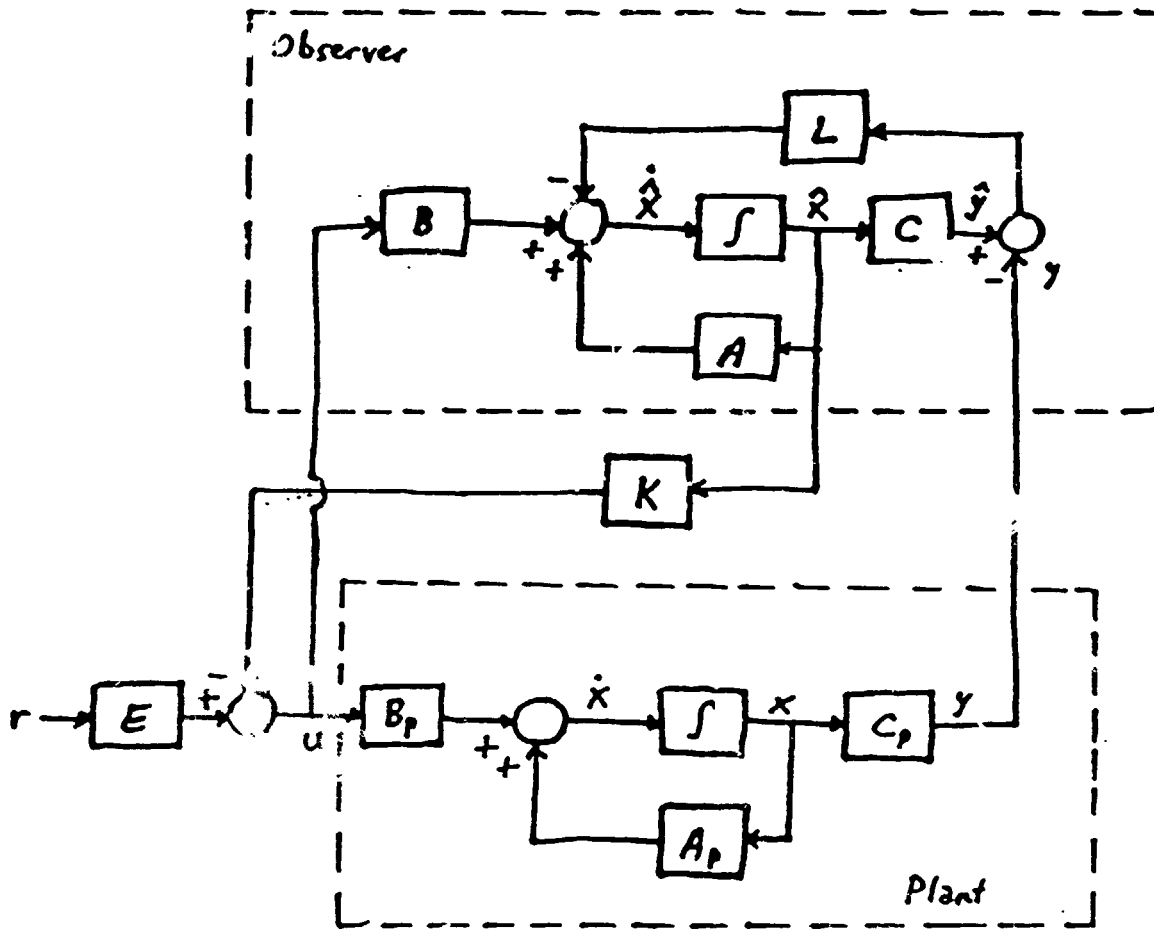 Observer
L
-
B
+
+
ẋ̂
∫
x̂
C
ŷ
+
-
y
A
K
r
E
+
-
u
B_p
+
+
ẋ
∫
x
C_p
y
A_p
Plant